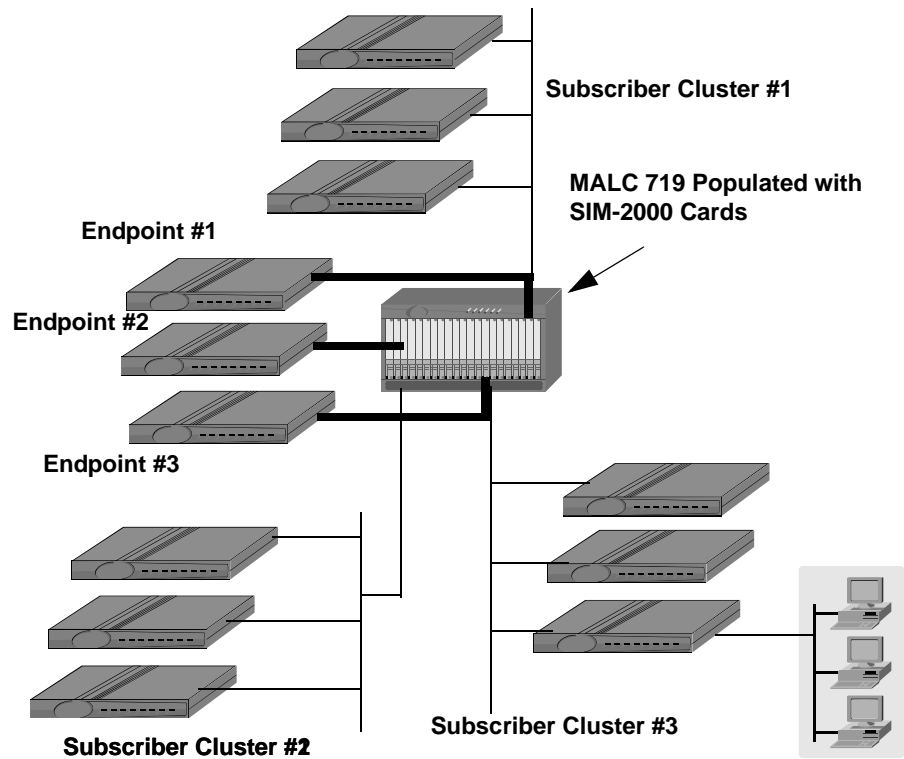 Subscriber Cluster #1
MALC 719 Populated with
SIM-2000 Cards
Endpoint #1
Endpoint #2
Endpoint #3
Subscriber Cluster #3
Subscriber Cluster #2